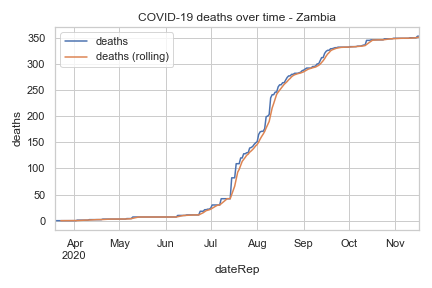 COVID-19 deaths over time - Zambia
deaths
deaths (rolling)
deaths
350
300
250
200
150
100
50
0
Apr
2020
May
Jun
Jul
Aug
Sep
Oct
Nov
dateRep